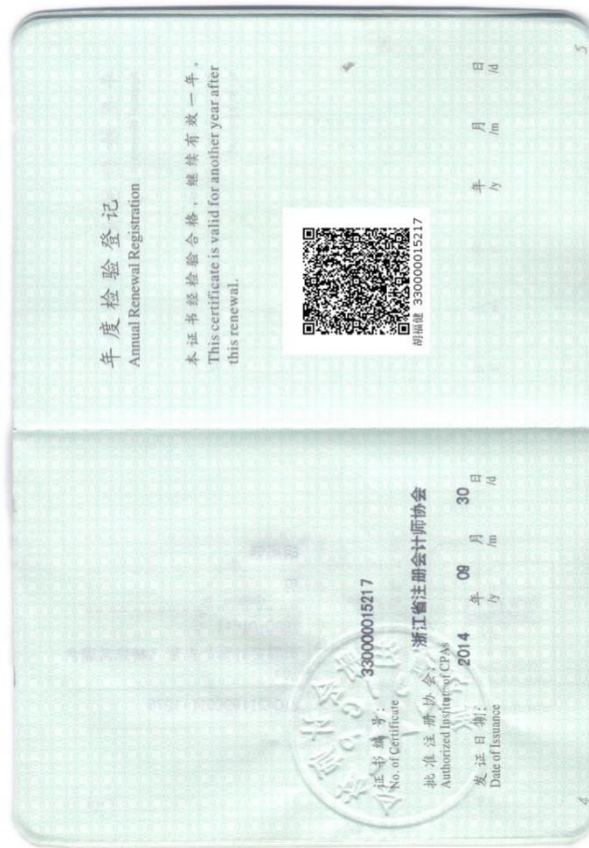 证书编号：
No. of Certificate
330000015217
批准注册协会：
Authorized Institute of CPAs
浙江省注册会计师协会
发证日期：
Date of Issuance
2014 年 09 月 30 日
/y /m /d
4
年度检验登记
Annual Renewal Registration
本证书经检验合格，继续有效一年。
This certificate is valid for another year after
this renewal.
胡福健 330000015217
年 月 日
/y /m /d
5